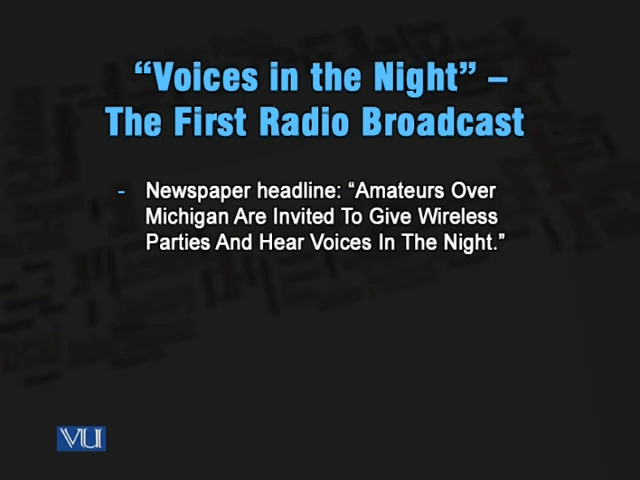 “Voices in the Night” –
The First Radio Broadcast
- Newspaper headline: “Amateurs Over
Michigan Are Invited To Give Wireless
Parties And Hear Voices In The Night.”
VU